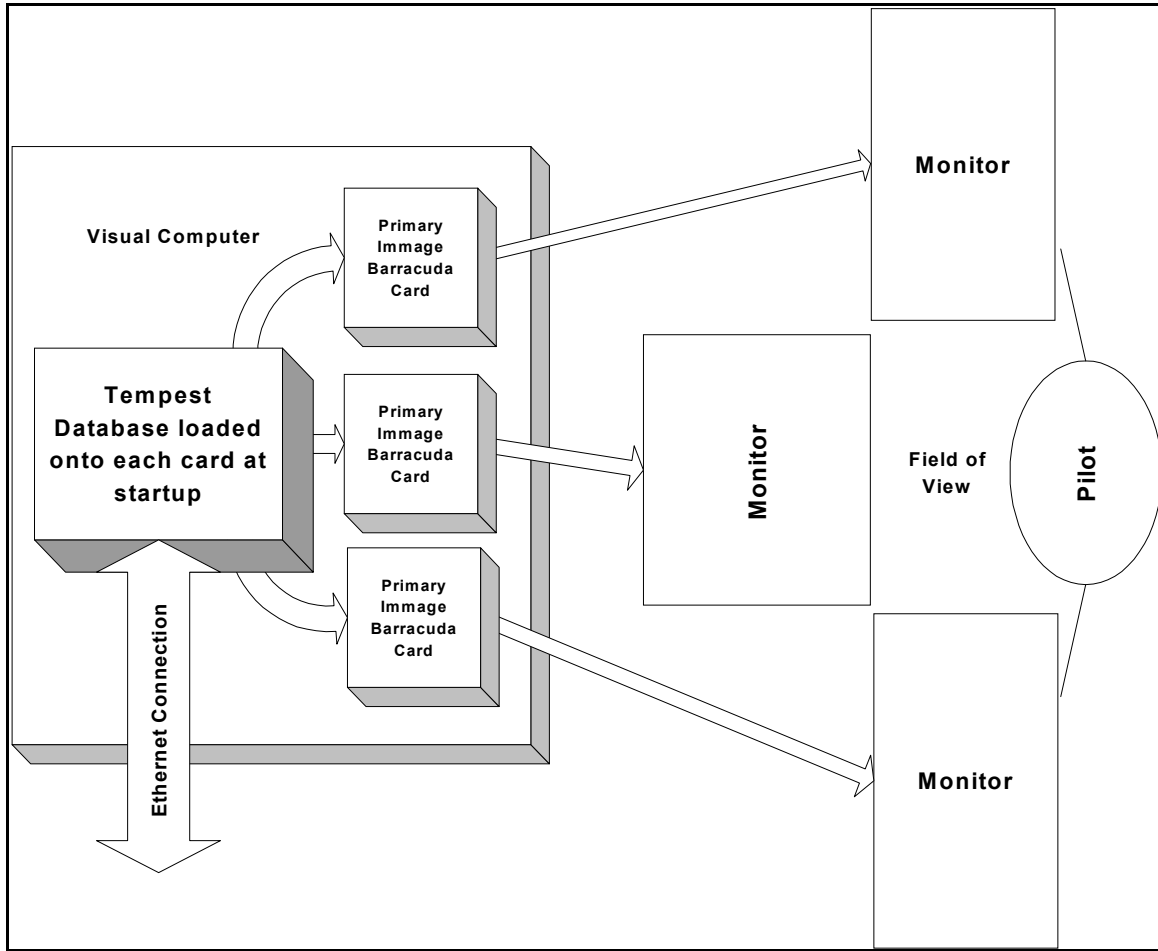 Visual Computer
Tempest
Database loaded
onto each card at
startup
Ethernet Connection
Primary
Immage
Barracuda
Card
Primary
Immage
Barracuda
Card
Primary
Immage
Barracuda
Card
Monitor
Monitor
Monitor
Field of
View
Pilot